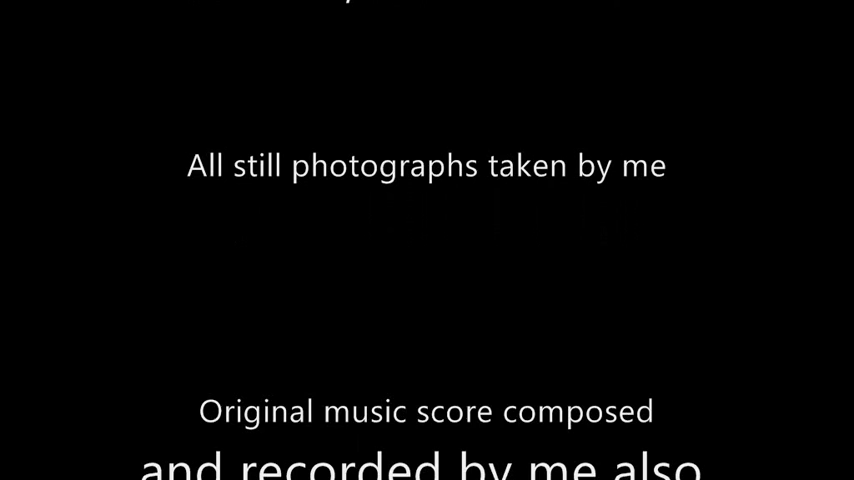 All still photographs taken by me
Original music score composed
and recorded by me also